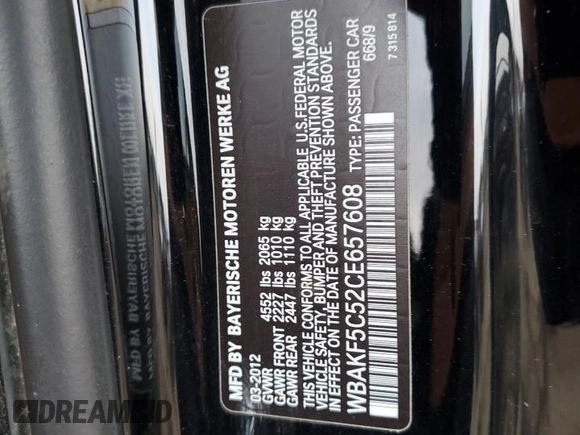 MFD BY BAYERISCHE MOTOREN WERKE AG
03-2012
GVWR 4552 lbs 2065 kg
GAWR FRONT 2227 lbs 1010 kg
GAWR REAR 2447 lbs 1110 kg
THIS VEHICLE CONFORMS TO ALL APPLICABLE U.S.FEDERAL MOTOR
VEHICLE SAFETY, BUMPER AND THEFT PREVENTION STANDARDS
IN EFFECT ON THE DATE OF MANUFACTURE SHOWN ABOVE.
WBAKF5C52CE657608 TYPE: PASSENGER CAR
668/9
7 315 814
DREAMEID